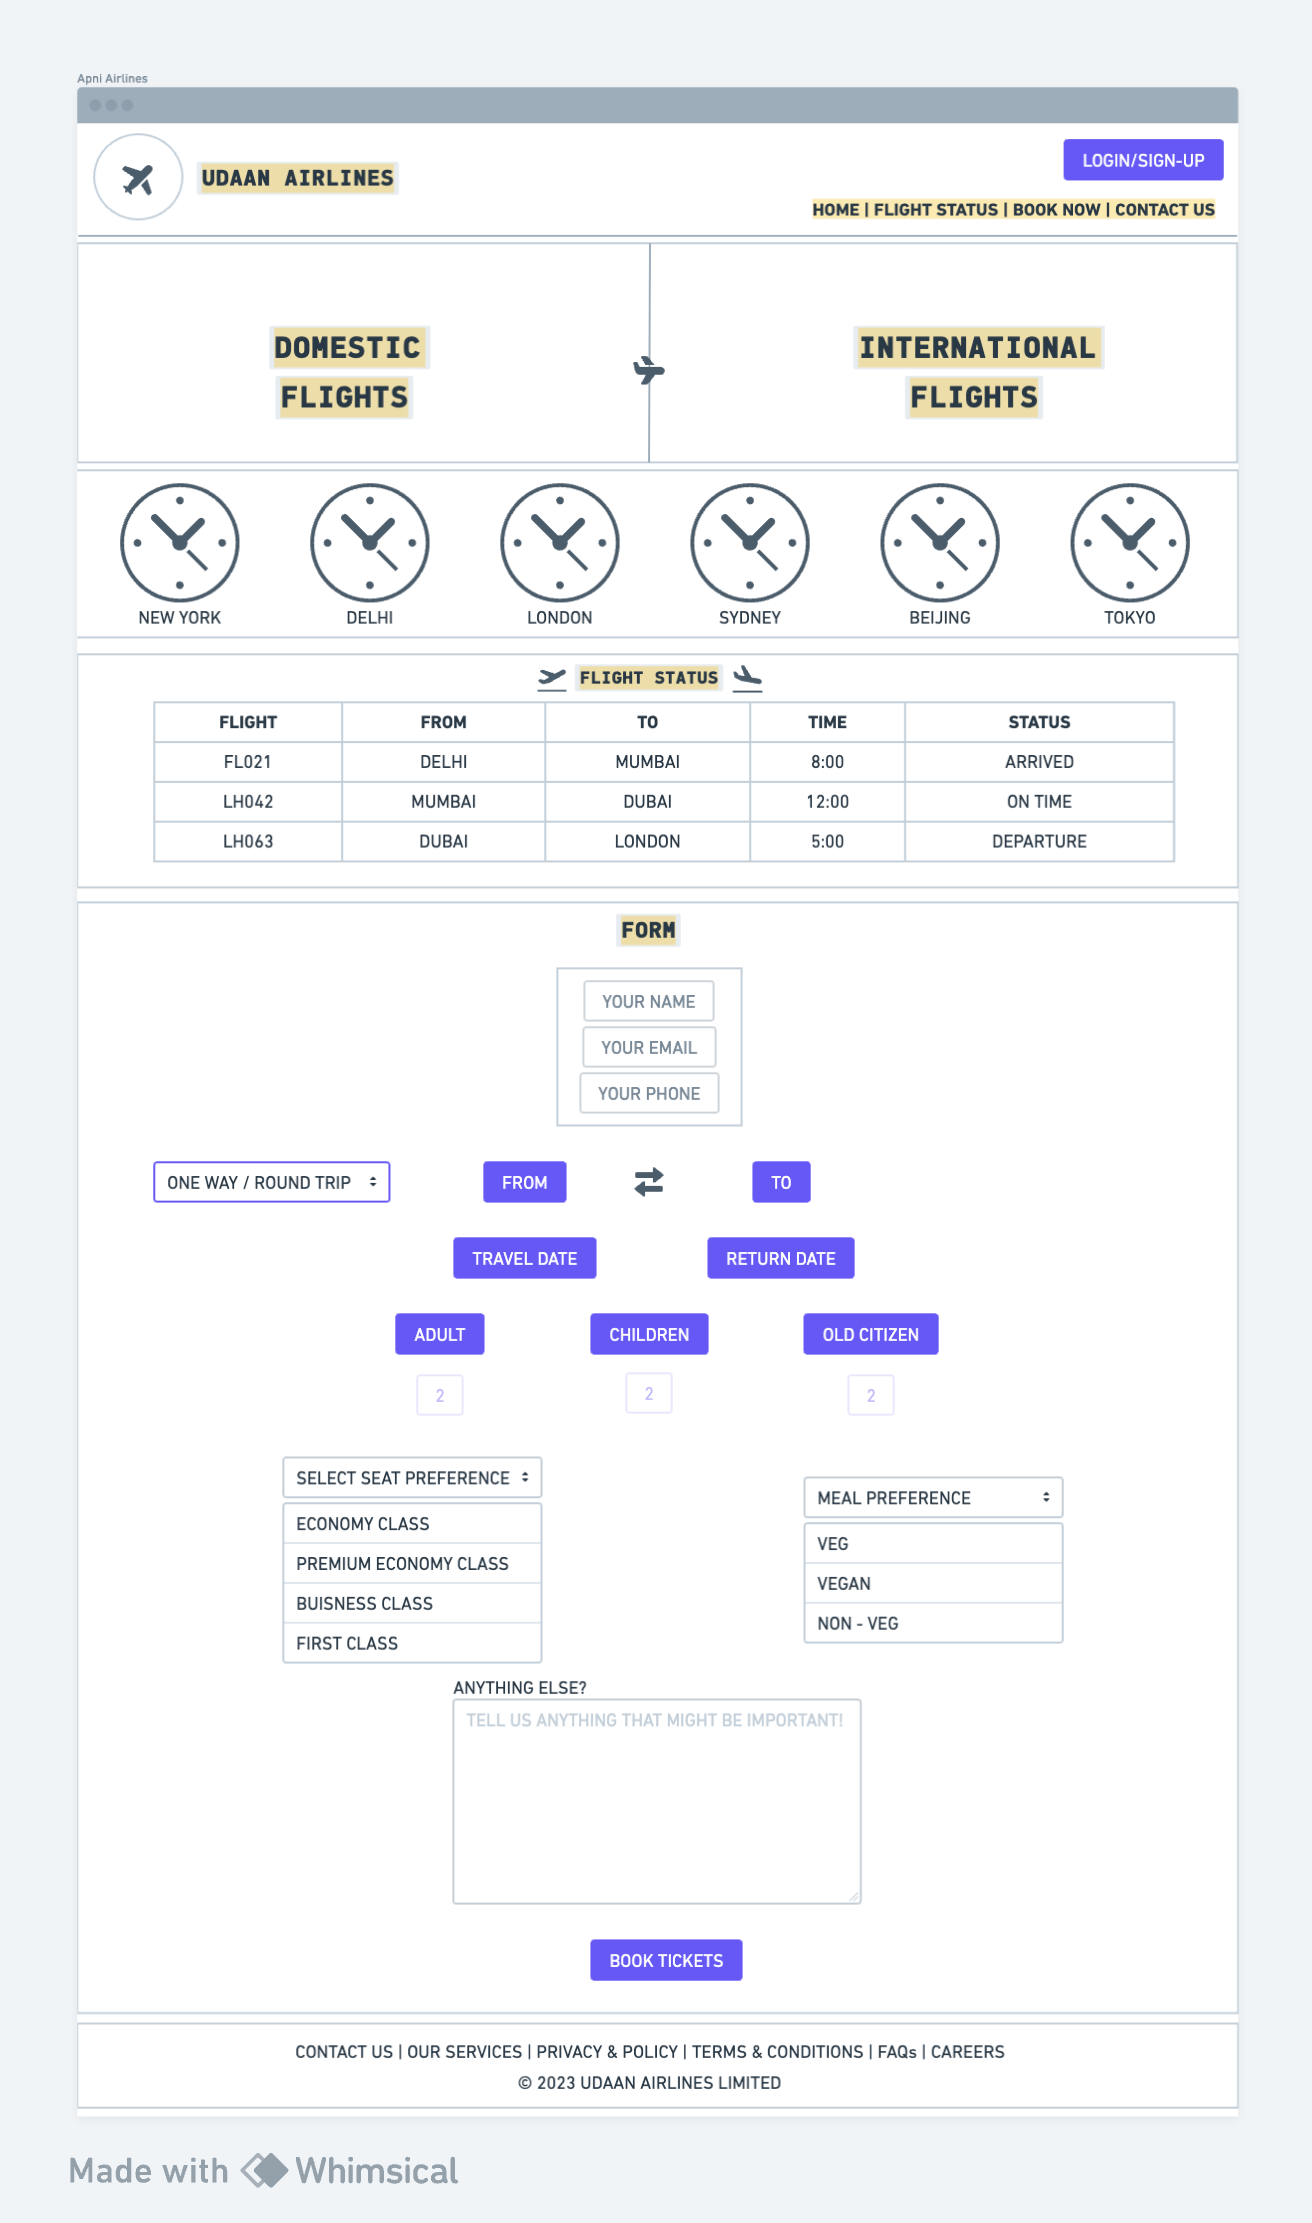 Apni Airlines
UDAAN AIRLINES
LOGIN/SIGN-UP
HOME | FLIGHT STATUS | BOOK NOW | CONTACT US
DOMESTIC
FLIGHTS
INTERNATIONAL
FLIGHTS
NEW YORK
DELHI
LONDON
SYDNEY
BEIJING
TOKYO
FLIGHT STATUS
FLIGHT FROM TO TIME STATUS
FL021 DELHI MUMBAI 8:00 ARRIVED
LH042 MUMBAI DUBAI 12:00 ON TIME
LH063 DUBAI LONDON 5:00 DEPARTURE
FORM
YOUR NAME
YOUR EMAIL
YOUR PHONE
ONE WAY / ROUND TRIP
FROM
TO
TRAVEL DATE
RETURN DATE
ADULT
CHILDREN
OLD CITIZEN
2
2
2
SELECT SEAT PREFERENCE
ECONOMY CLASS
PREMIUM ECONOMY CLASS
BUISNESS CLASS
FIRST CLASS
MEAL PREFERENCE
VEG
VEGAN
NON - VEG
ANYTHING ELSE?
TELL US ANYTHING THAT MIGHT BE IMPORTANT!
BOOK TICKETS
CONTACT US | OUR SERVICES | PRIVACY & POLICY | TERMS & CONDITIONS | FAQs | CAREERS
© 2023 UDAAN AIRLINES LIMITED
Made with Whimsical